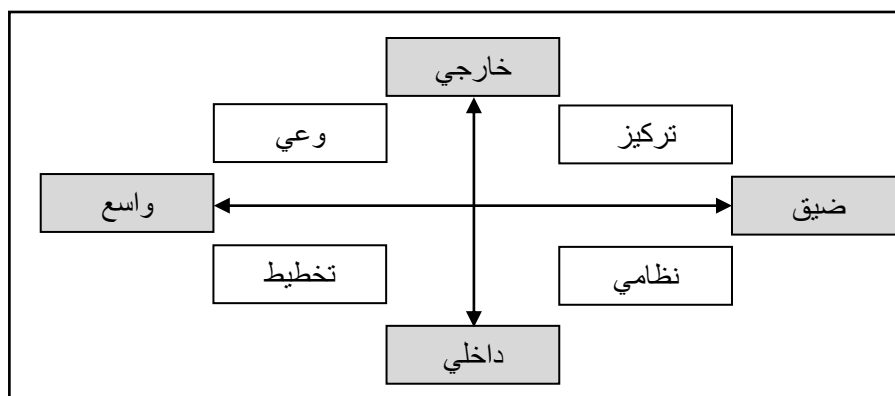 خارجي
تركيز
وعي
ضيق
واسع
نظامي
تخطيط
داخلي